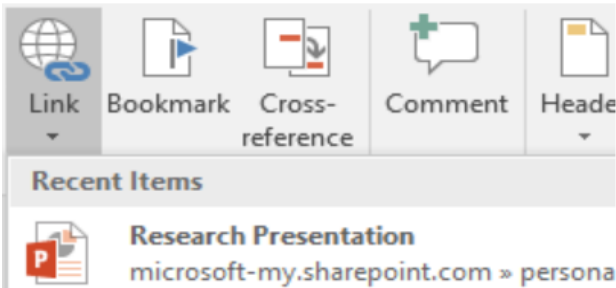 Link Bookmark Cross-reference Comment Heade
Recent Items
P
Research Presentation
microsoft-my.sharepoint.com » persona